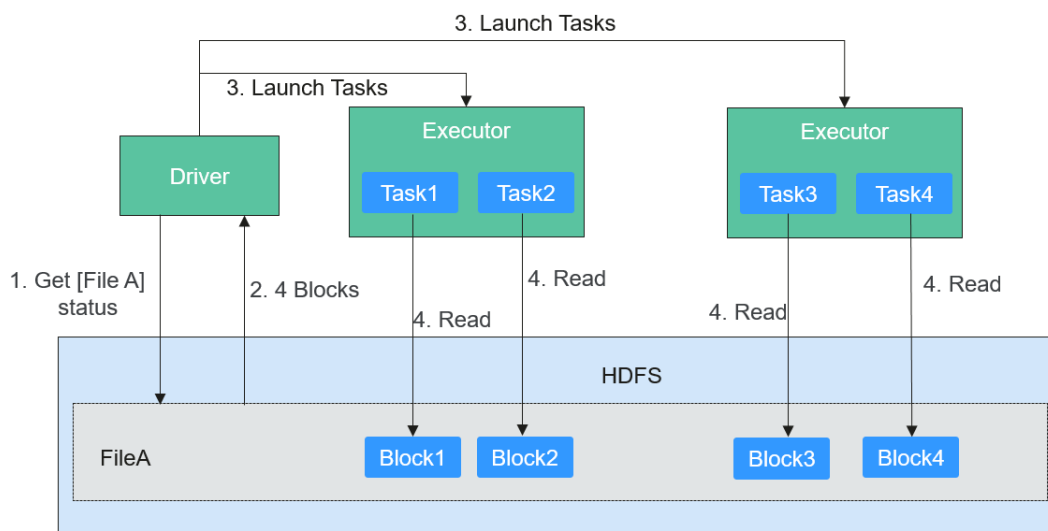 3. Launch Tasks
3. Launch Tasks
Executor
Executor
Driver
Task1
Task2
Task3
Task4
1. Get [File A]
status
2. 4 Blocks
4. Read
4. Read
4. Read
4. Read
HDFS
FileA
Block1
Block2
Block3
Block4